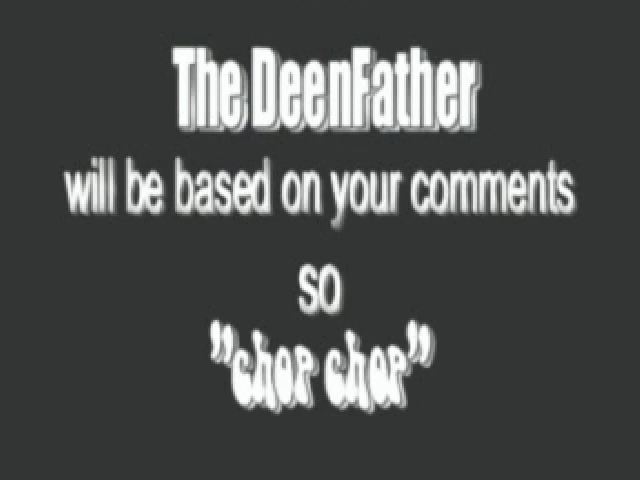 The DeenFather
will be based on your comments
so
"chop chop"